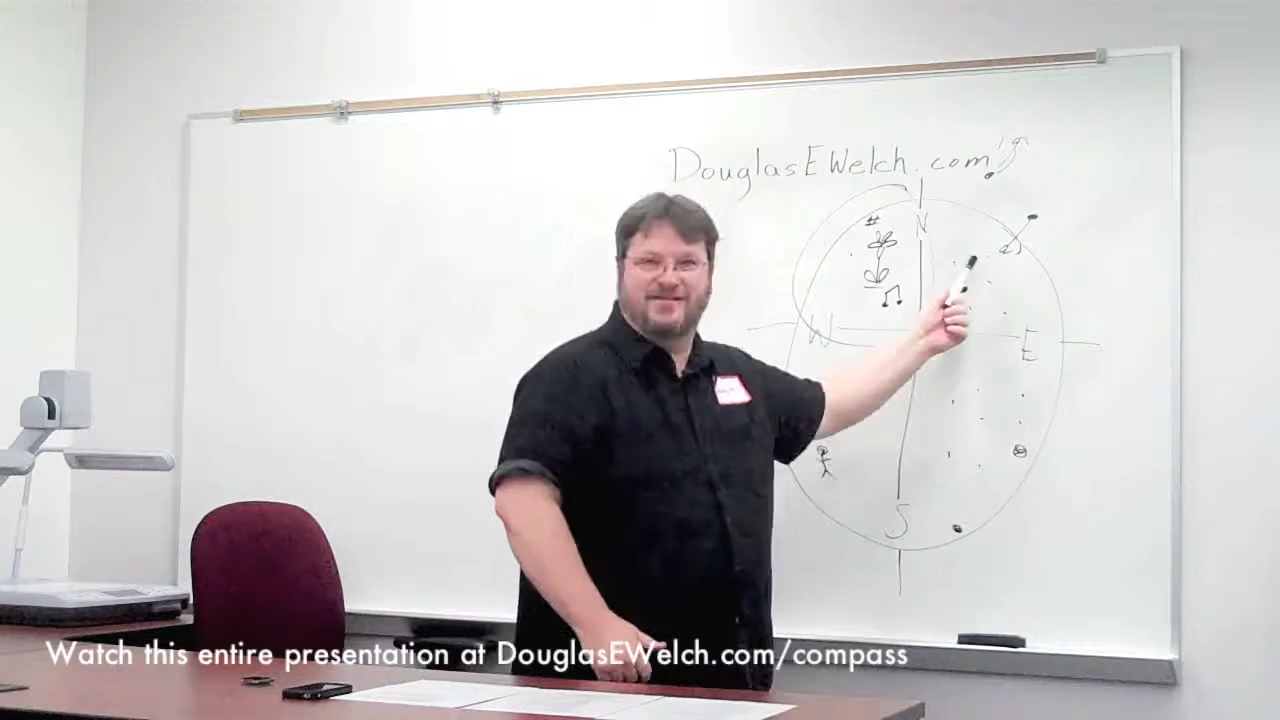 DouglasEWelch.com
N
#
W
E
S
Watch this entire presentation at DouglasEWelch.com/compass